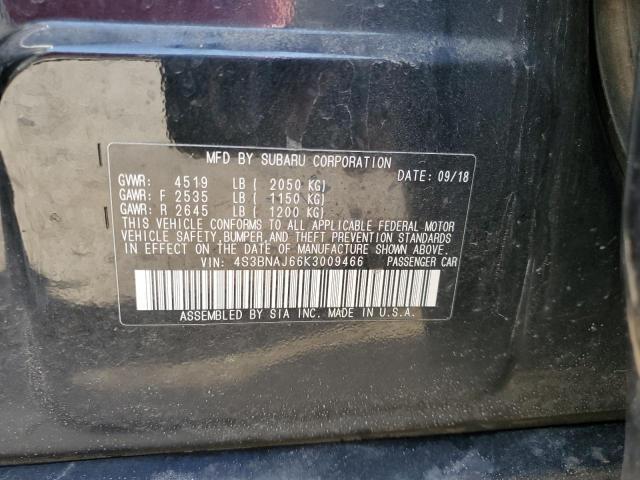 MFD BY SUBARU CORPORATION
DATE: 09/18
GVWR: 4519 LB ( 2050 KG)
GAWR: F 2535 LB ( 1150 KG)
GAWR: R 2645 LB ( 1200 KG)
THIS VEHICLE CONFORMS TO ALL APPLICABLE FEDERAL MOTOR
VEHICLE SAFETY, BUMPER, AND THEFT PREVENTION STANDARDS
IN EFFECT ON THE DATE OF MANUFACTURE SHOWN ABOVE.
VIN: 4S3BNAJ66K3009466 PASSENGER CAR
ASSEMBLED BY SIA INC. MADE IN U.S.A.